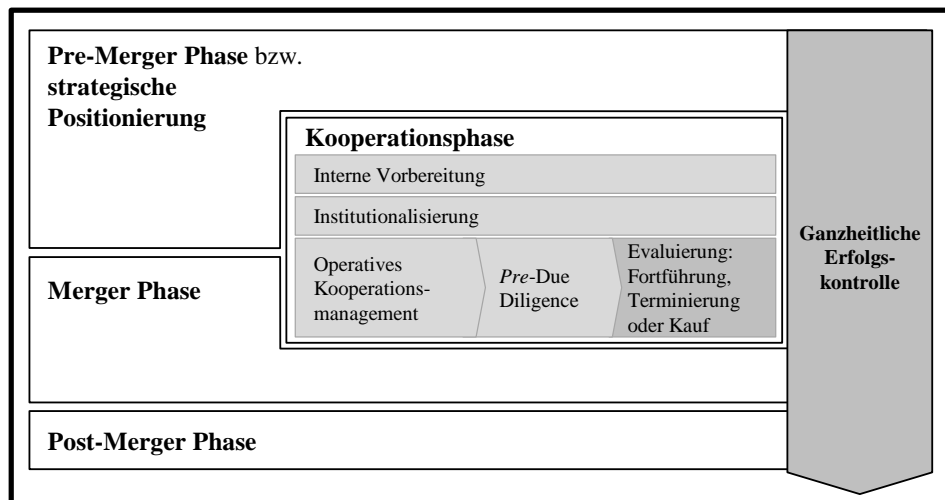 Pre-Merger Phase bzw.
strategische
Positionierung
Kooperationsphase
Interne Vorbereitung
Institutionalisierung
Operatives
Kooperations-
management
Pre-Due
Diligence
Evaluierung:
Fortführung,
Terminierung
oder Kauf
Merger Phase
Post-Merger Phase
Ganzheitliche
Erfolgs-
kontrolle